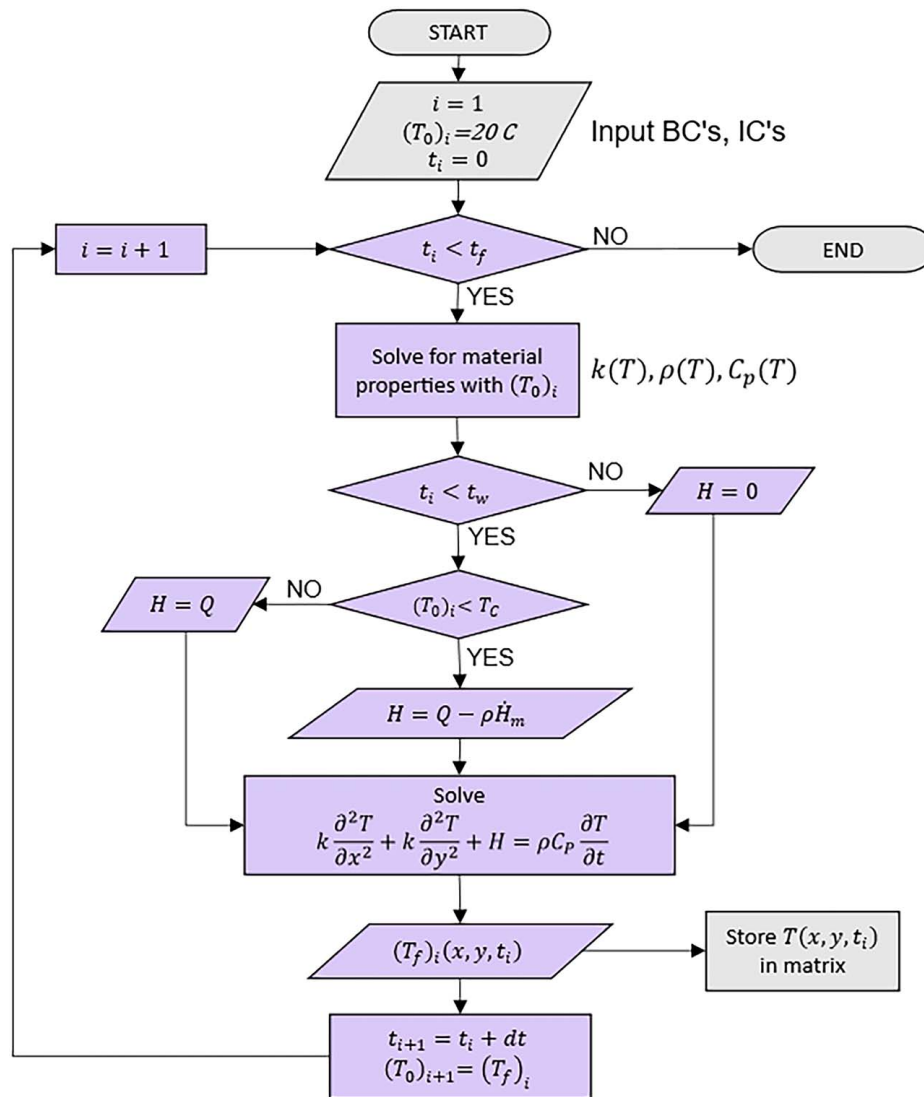 START
i = 1
(T₀)ᵢ=20 C
tᵢ = 0
Input BC's, IC's
i = i + 1
tᵢ < t_f
NO
END
YES
Solve for material
properties with (T₀)ᵢ
k(T), ρ(T), C_p(T)
tᵢ < t_w
NO
H = 0
YES
H = Q
NO
(T₀)ᵢ< T_C
YES
H = Q − ρḢ_m
Solve
k ∂²T/∂x² + k ∂²T/∂y² + H = ρC_P ∂T/∂t
(T_f)ᵢ(x, y, tᵢ)
Store T(x, y, tᵢ)
in matrix
tᵢ₊₁ = tᵢ + dt
(T₀)ᵢ₊₁= (T_f)ᵢ